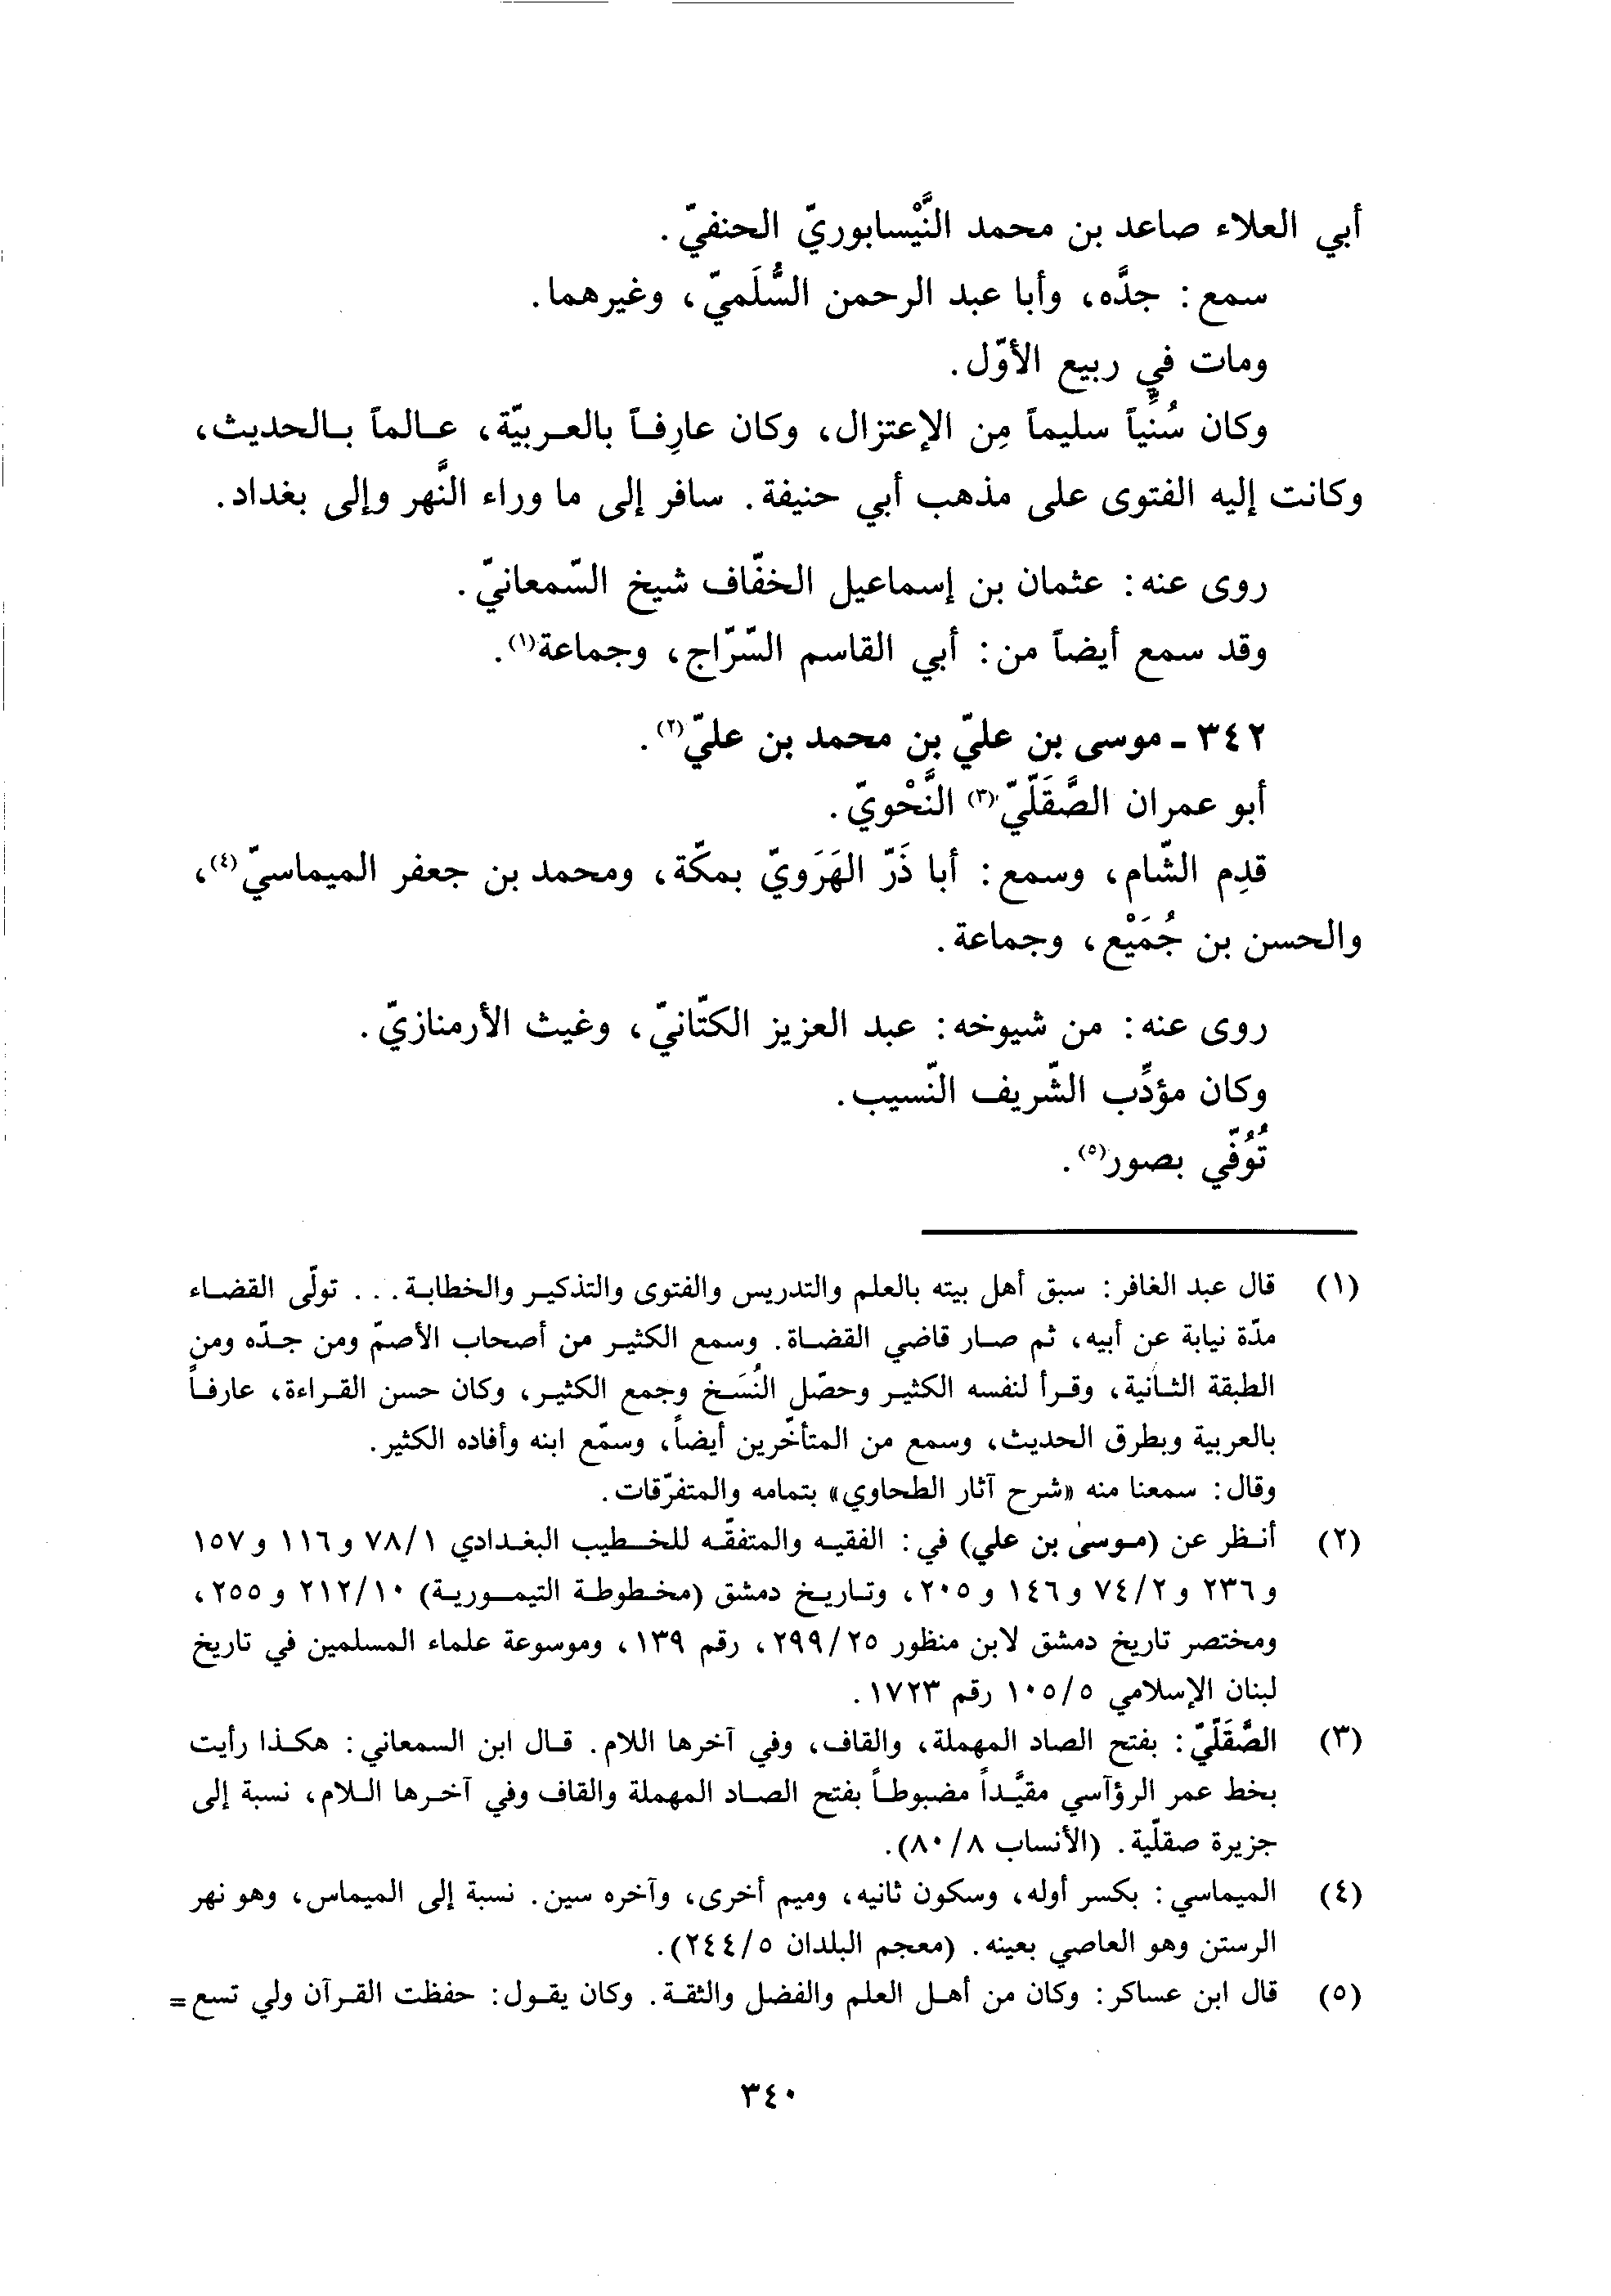 أبي العلاء صاعد بن محمد النَّيْسابوريّ الحنفيّ.
سمع: جدَّه، وأبا عبد الرحمن السُّلَميّ، وغيرهما.
ومات في ربيع الأوّل.
وكان سُنِّياً سليماً مِن الإعتزال، وكان عارِفاً بالعربيّة، عالماً بالحديث،
وكانت إليه الفتوى على مذهب أبي حنيفة. سافر إلى ما وراء النَّهر وإلى بغداد.
روى عنه: عثمان بن إسماعيل الخفّاف شيخ السّمعانيّ.
وقد سمع أيضاً من: أبي القاسم السّرّاج، وجماعة(١).
٣٤٢ ـ موسى بن عليّ بن محمد بن عليّ(٢).
أبو عمران الصَّقَلّيّ(٣) النَّحْويّ.
قدِم الشّام، وسمع: أبا ذَرّ الهَرَويّ بمكّة، ومحمد بن جعفر الميماسيّ(٤)،
والحسن بن جُمَيْع، وجماعة.
روى عنه: من شيوخه: عبد العزيز الكتّانيّ، وغيث الأرمنازيّ.
وكان مؤدِّب الشّريف النّسيب.
تُوُفّي بصور(٥).
(١) قال عبد الغافر: سبق أهل بيته بالعلم والتدريس والفتوى والتذكير والخطابة... تولّى القضاء
مدّة نيابة عن أبيه، ثم صار قاضي القضاة. وسمع الكثير من أصحاب الأصمّ ومن جدّه ومن
الطبقة الثانية، وقرأ لنفسه الكثير وحصّل النُسَخ وجمع الكثير، وكان حسن القراءة، عارفاً
بالعربية وبطرق الحديث، وسمع من المتأخّرين أيضاً، وسمّع ابنه وأفاده الكثير.
وقال: سمعنا منه «شرح آثار الطحاوي» بتمامه والمتفرّقات.
(٢) أنظر عن (موسى بن علي) في: الفقيه والمتفقّه للخطيب البغدادي ٧٨/١ و ١١٦ و ١٥٧
و ٢٣٦ و ٧٤/٢ و ١٤٦ و ٢٠٥، وتاريخ دمشق (مخطوطة التيمورية) ٢١٢/١٠ و ٢٥٥،
ومختصر تاريخ دمشق لابن منظور ٢٩٩/٢٥، رقم ١٣٩، وموسوعة علماء المسلمين في تاريخ
لبنان الإسلامي ١٠٥/٥ رقم ١٧٢٣.
(٣) الصَّقَلّيّ: بفتح الصاد المهملة، والقاف، وفي آخرها اللام. قال ابن السمعاني: هكذا رأيت
بخط عمر الرؤآسي مقيّداً مضبوطاً بفتح الصاد المهملة والقاف وفي آخرها اللام، نسبة إلى
جزيرة صقلّية. (الأنساب ٨٠/٨).
(٤) الميماسي: بكسر أوله، وسكون ثانيه، وميم أخرى، وآخره سين. نسبة إلى الميماس، وهو نهر
الرستن وهو العاصي بعينه. (معجم البلدان ٢٤٤/٥).
(٥) قال ابن عساكر: وكان من أهل العلم والفضل والثقة. وكان يقول: حفظت القرآن ولي تسع=
٣٤٠